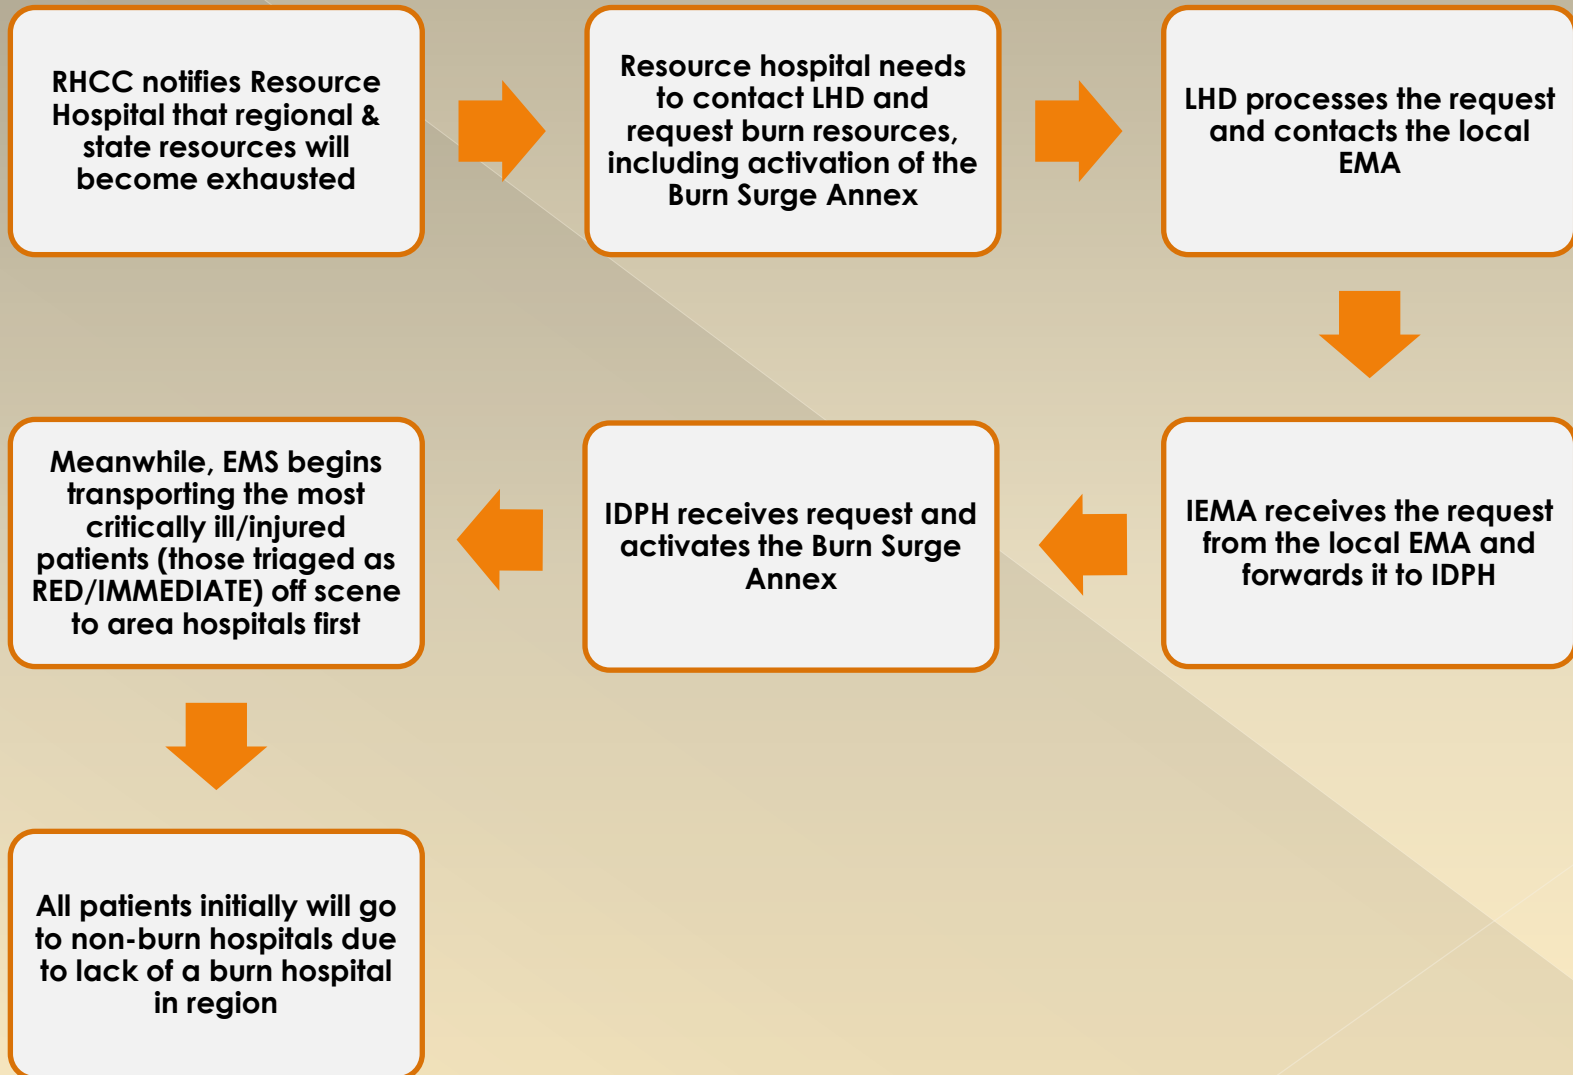 RHCC notifies Resource
Hospital that regional &
state resources will
become exhausted
Resource hospital needs
to contact LHD and
request burn resources,
including activation of the
Burn Surge Annex
LHD processes the request
and contacts the local
EMA
IEMA receives the request
from the local EMA and
forwards it to IDPH
IDPH receives request and
activates the Burn Surge
Annex
Meanwhile, EMS begins
transporting the most
critically ill/injured
patients (those triaged as
RED/IMMEDIATE) off scene
to area hospitals first
All patients initially will go
to non-burn hospitals due
to lack of a burn hospital
in region